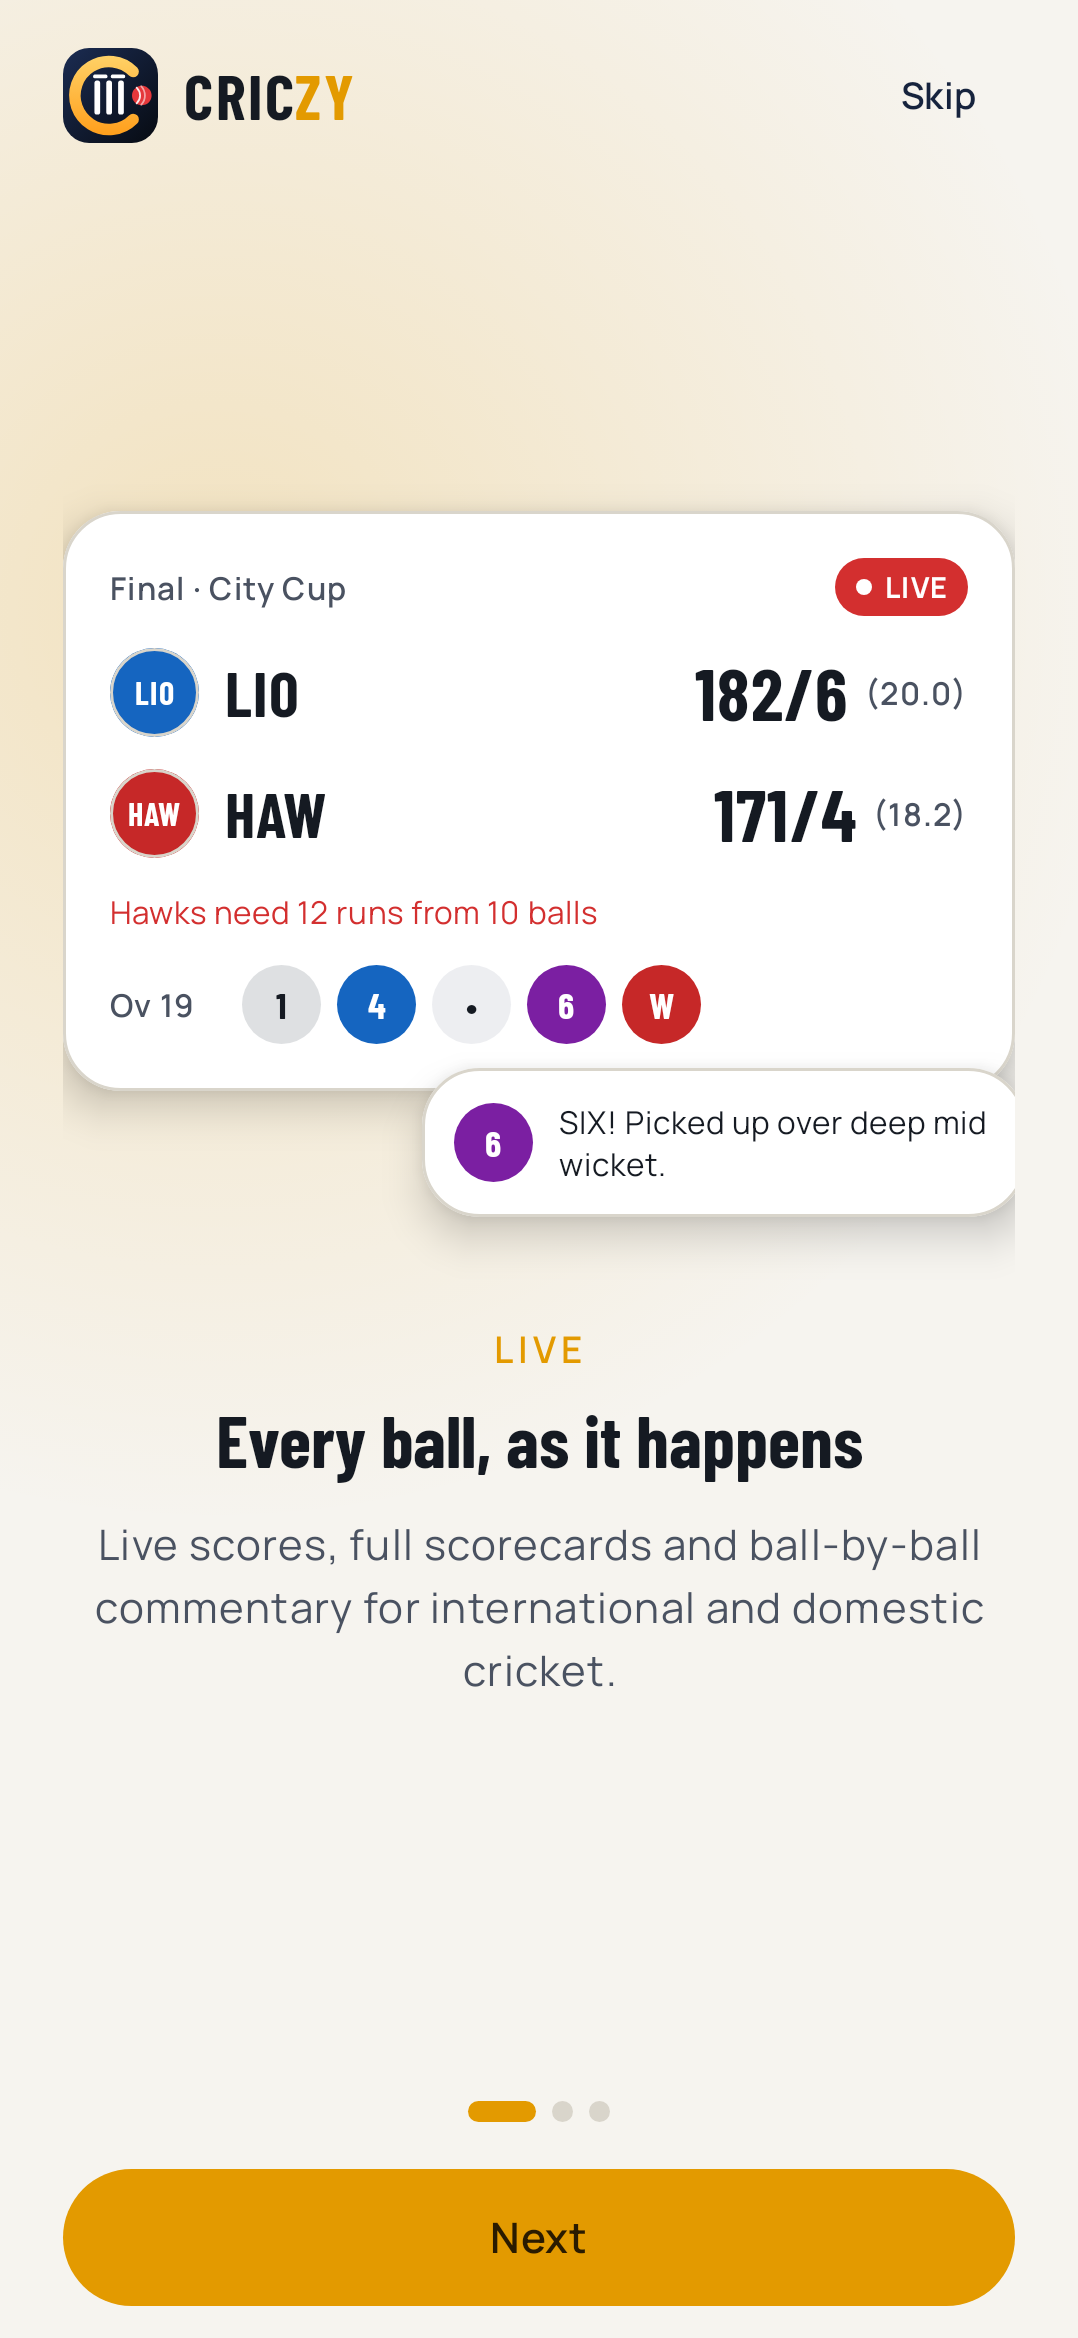 CRICZY
Skip
Final · City Cup
LIVE
LIO LIO 182/6 (20.0)
HAW HAW 171/4 (18.2)
Hawks need 12 runs from 10 balls
Ov 19 1 4 • 6 W
6 SIX! Picked up over deep mid
wicket.
LIVE
Every ball, as it happens
Live scores, full scorecards and ball-by-ball
commentary for international and domestic
cricket.
Next